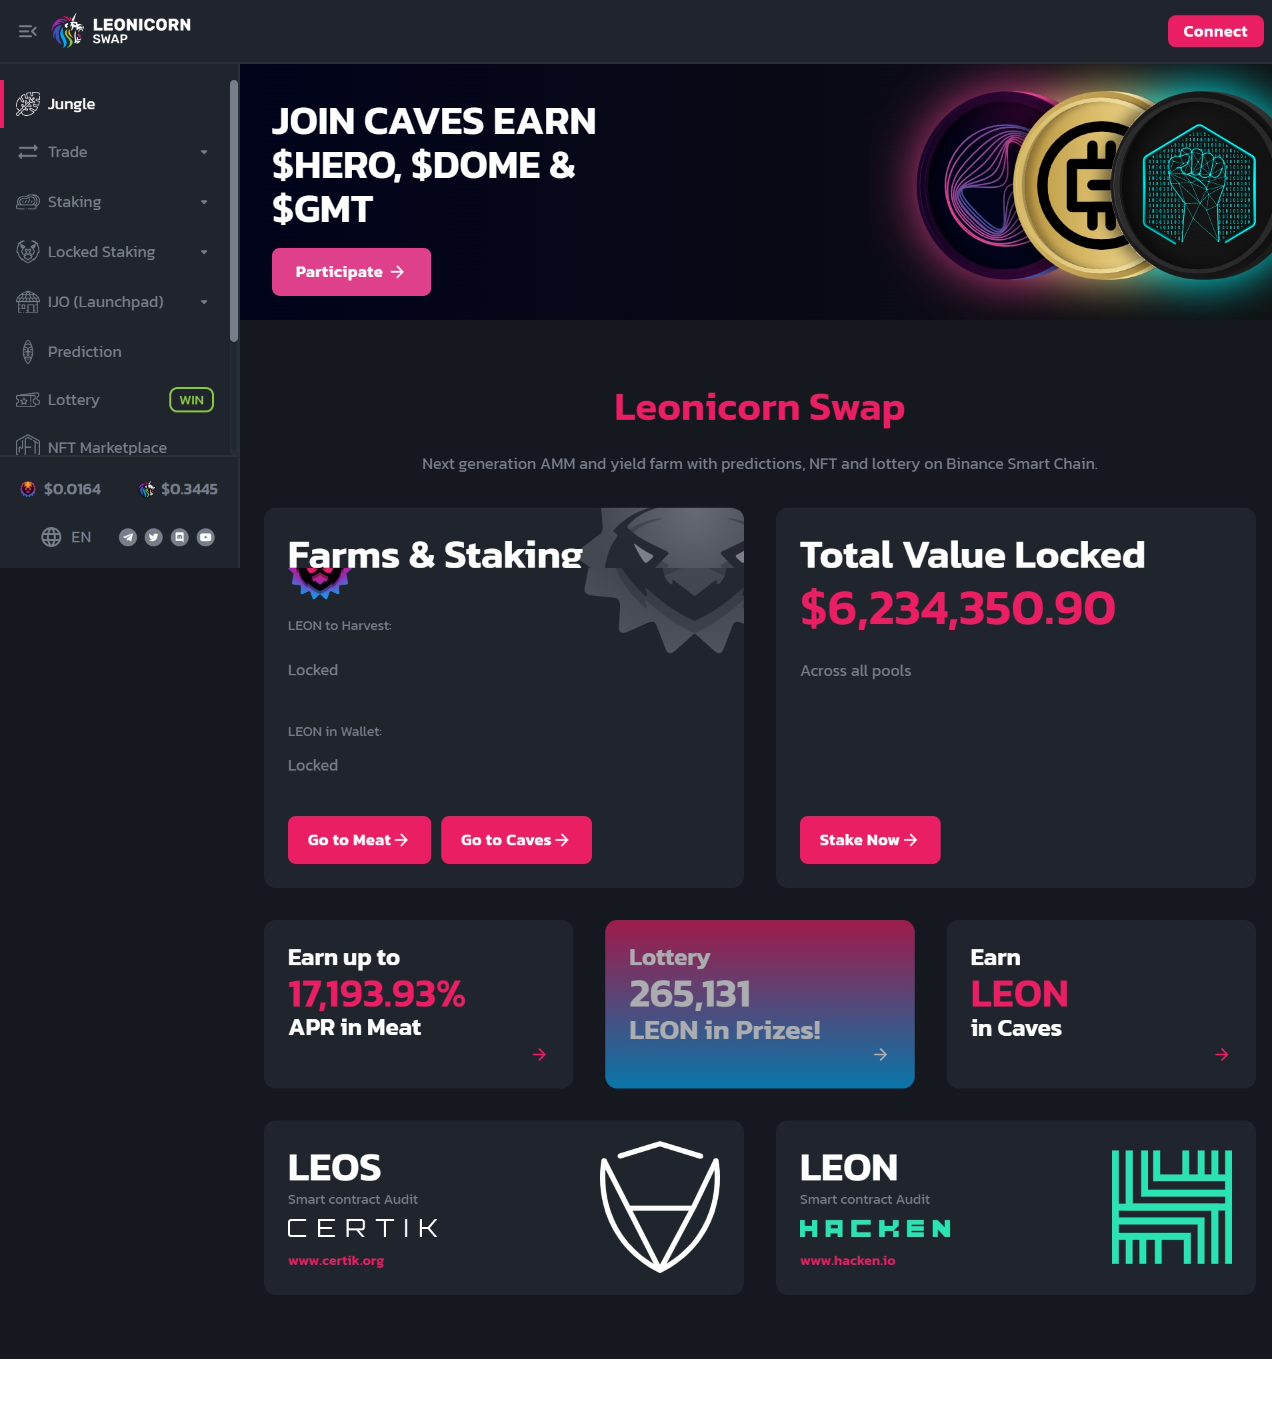 LEONICORN
SWAP
Connect
Jungle
Trade
Staking
Locked Staking
IJO (Launchpad)
Prediction
Lottery
WIN
NFT Marketplace
$0.0164
$0.3445
EN
JOIN CAVES EARN
$HERO, $DOME &
$GMT
Participate
Leonicorn Swap
Next generation AMM and yield farm with predictions, NFT and lottery on Binance Smart Chain.
Farms & Staking
LEON to Harvest:
Locked
LEON in Wallet:
Locked
Go to Meat
Go to Caves
Total Value Locked
$6,234,350.90
Across all pools
Stake Now
Earn up to
17,193.93%
APR in Meat
Lottery
265,131
LEON in Prizes!
Earn
LEON
in Caves
LEOS
Smart contract Audit
CERTIK
www.certik.org
LEON
Smart contract Audit
HACKEN
www.hacken.io